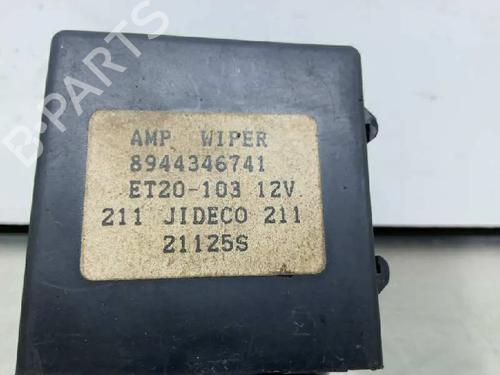 AMP WIPER
8944346741
ET20-103 12V
211 JIDECO 211
21125S
B-PARTS